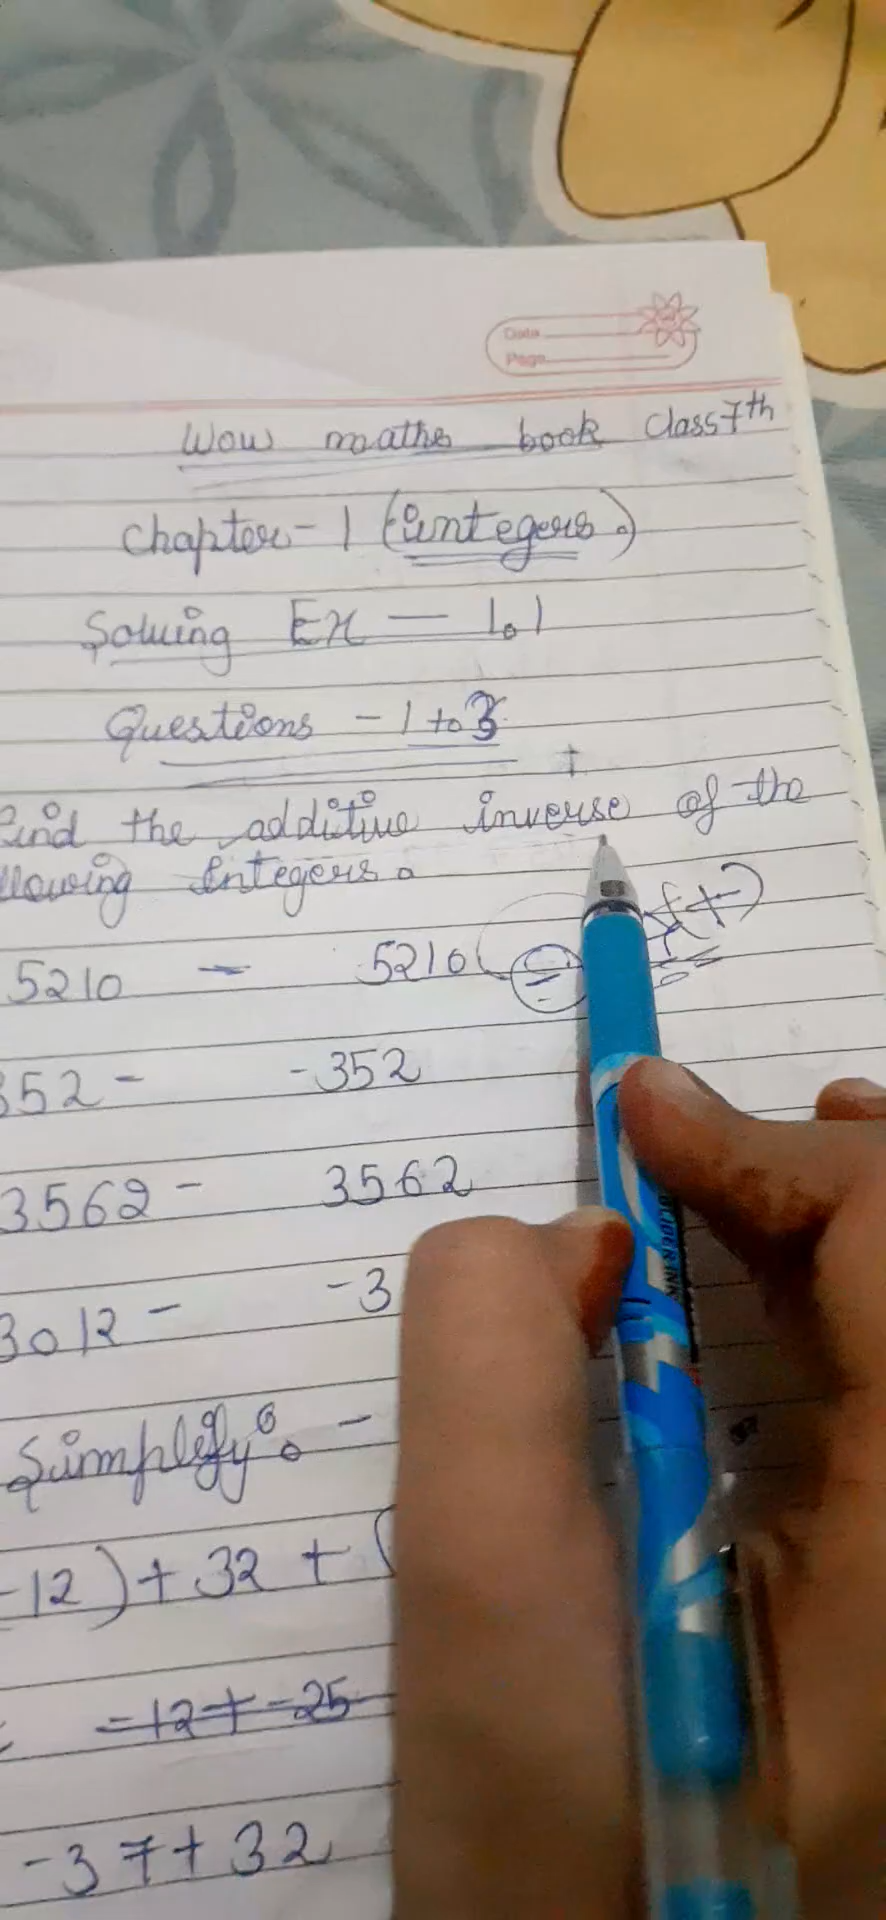 Date
Page
Wow maths book class 7th
Chapter - 1 (integers.)
Solving Ex — 1.1
Questions - 1 to 3
find the additive inverse of the
llowing integers.
5210 - 5210 (+-)
352 - -352
3562 - 3562
3012 - -3
Simplify: -
-12) + 32 + (
= -12 + -25
-37 + 32